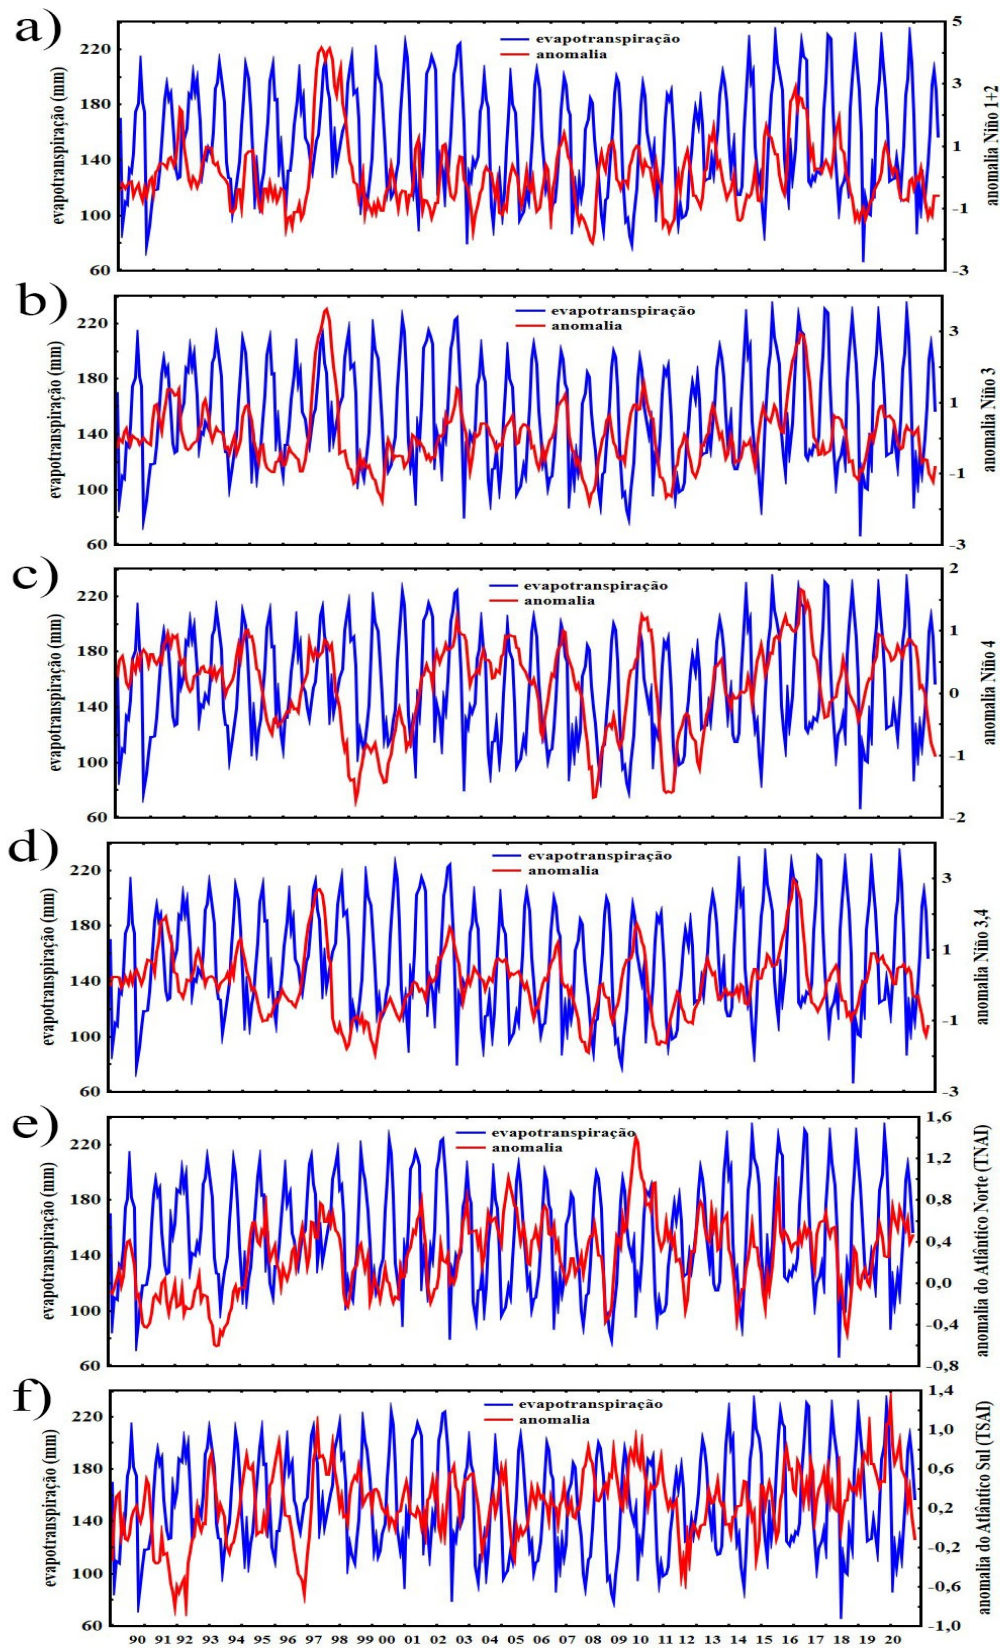 a)
evapotranspiração
anomalia
evapotranspiração (mm)
220
180
140
100
60
5
3
1
-1
-3
anomalia Niño 1+2
b)
evapotranspiração
anomalia
evapotranspiração (mm)
220
180
140
100
60
3
1
-1
-3
anomalia Niño 3
c)
evapotranspiração
anomalia
evapotranspiração (mm)
220
180
140
100
60
2
1
0
-1
-2
anomalia Niño 4
d)
evapotranspiração
anomalia
evapotranspiração (mm)
220
180
140
100
60
3
1
-1
-3
anomalia Niño 3,4
e)
evapotranspiração
anomalia
evapotranspiração (mm)
220
180
140
100
60
1,6
1,2
0,8
0,4
0,0
-0,4
-0,8
anomalia do Atlântico Norte (TNAI)
f)
evapotranspiração
anomalia
evapotranspiração (mm)
220
180
140
100
60
1,4
1,0
0,6
0,2
-0,2
-0,6
-1,0
anomalia do Atlântico Sul (TSAI)
90 91 92 93 94 95 96 97 98 99 00 01 02 03 04 05 06 07 08 09 10 11 12 13 14 15 16 17 18 19 20